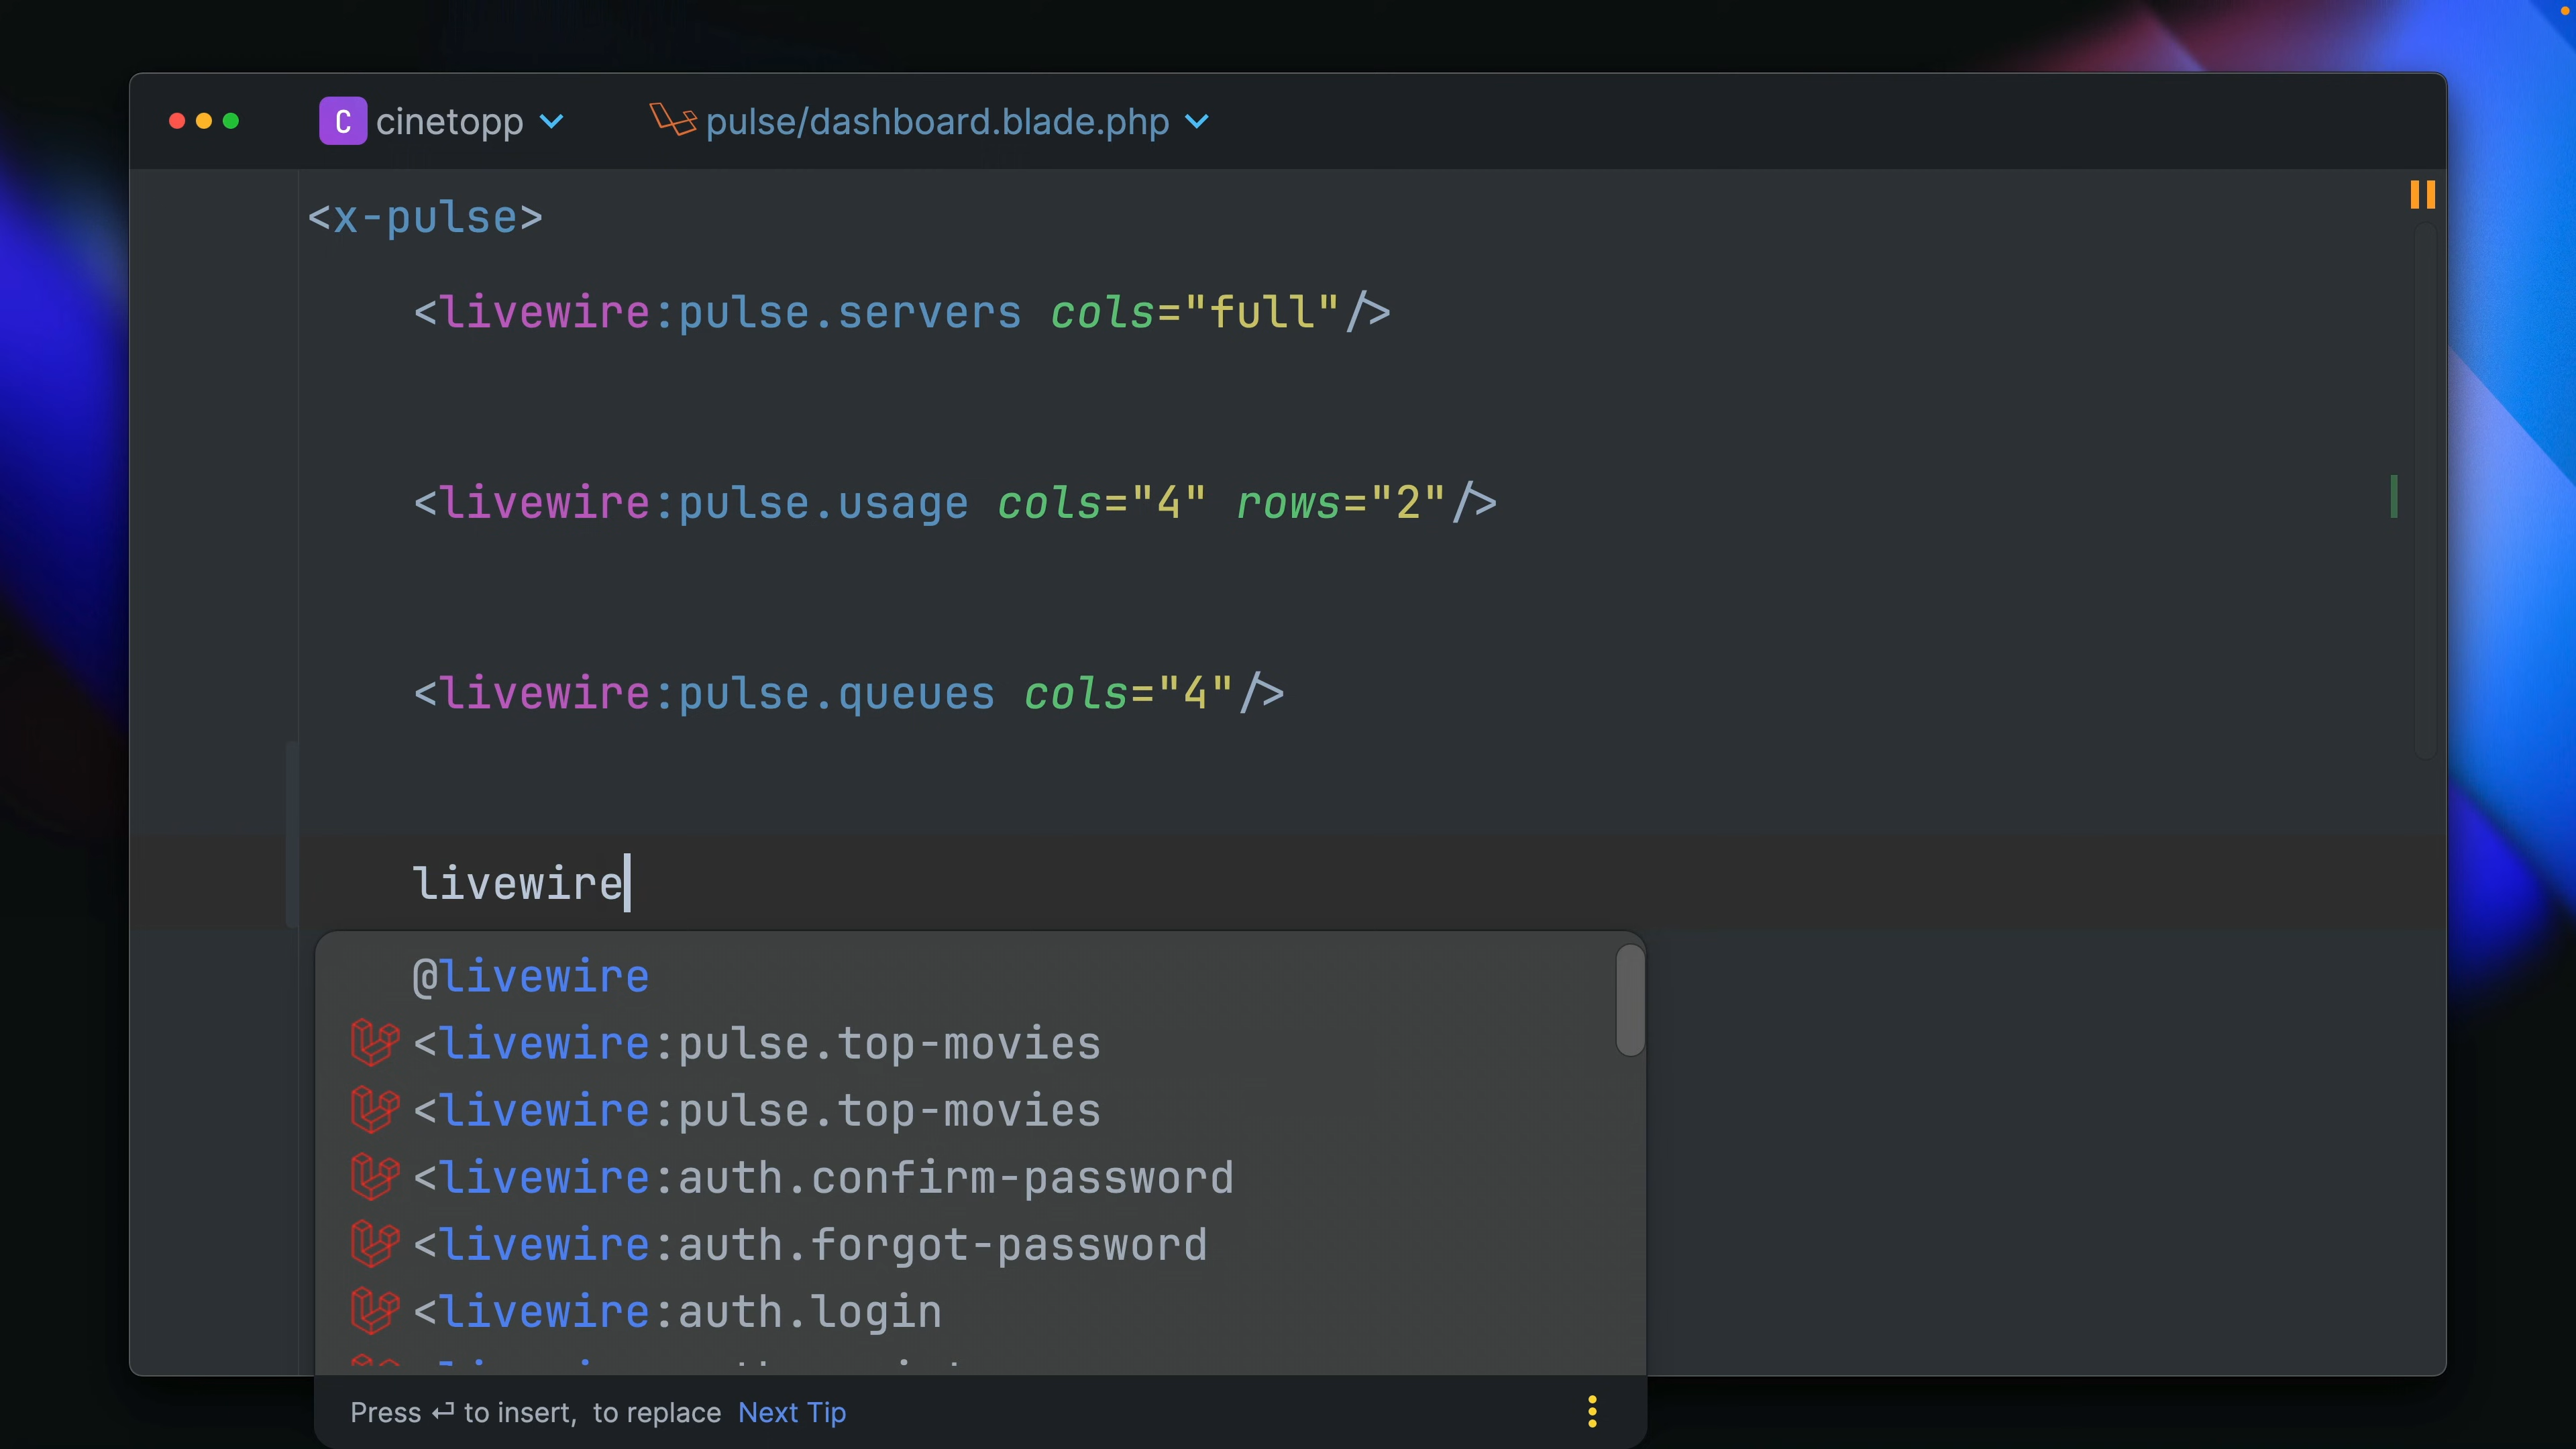 C cinetopp pulse/dashboard.blade.php
<x-pulse>
<livewire:pulse.servers cols="full"/>
<livewire:pulse.usage cols="4" rows="2"/>
<livewire:pulse.queues cols="4"/>
livewire
@livewire
<livewire:pulse.top-movies
<livewire:pulse.top-movies
<livewire:auth.confirm-password
<livewire:auth.forgot-password
<livewire:auth.login
Press ↵ to insert, to replace Next Tip